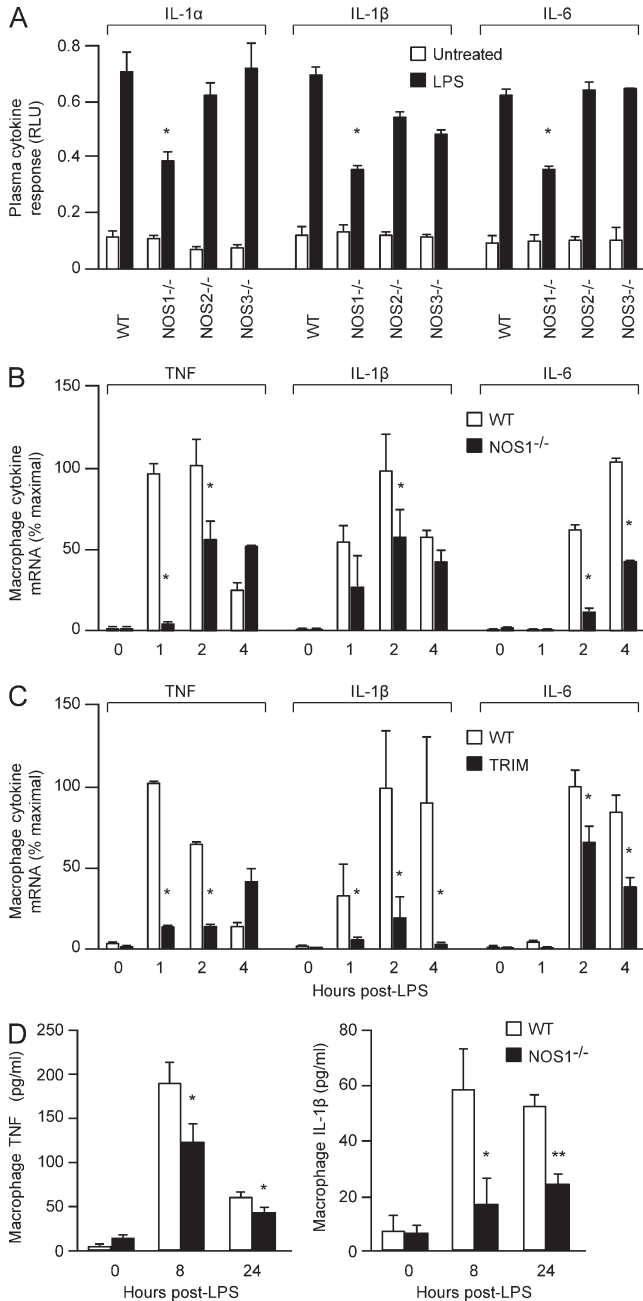 A
IL-1α IL-1β IL-6
Untreated
LPS
Plasma cytokine
response (RLU)
0.8
0.6
0.4
0.2
0
* * *
WT NOS1-/- NOS2-/- NOS3-/- WT NOS1-/- NOS2-/- NOS3-/- WT NOS1-/- NOS2-/- NOS3-/-
B
TNF IL-1β IL-6
WT
NOS1-/-
Macrophage cytokine
mRNA (% maximal)
150
100
50
0
* * * * *
0 1 2 4 0 1 2 4 0 1 2 4
C
TNF IL-1β IL-6
WT
TRIM
Macrophage cytokine
mRNA (% maximal)
150
100
50
0
* * * * * * *
0 1 2 4 0 1 2 4 0 1 2 4
Hours post-LPS
D
Macrophage TNF (pg/ml)
250
200
150
100
50
0
* *
0 8 24
Hours post-LPS
WT
NOS1-/-
Macrophage IL-1β (pg/ml)
80
60
40
20
0
* **
0 8 24
Hours post-LPS